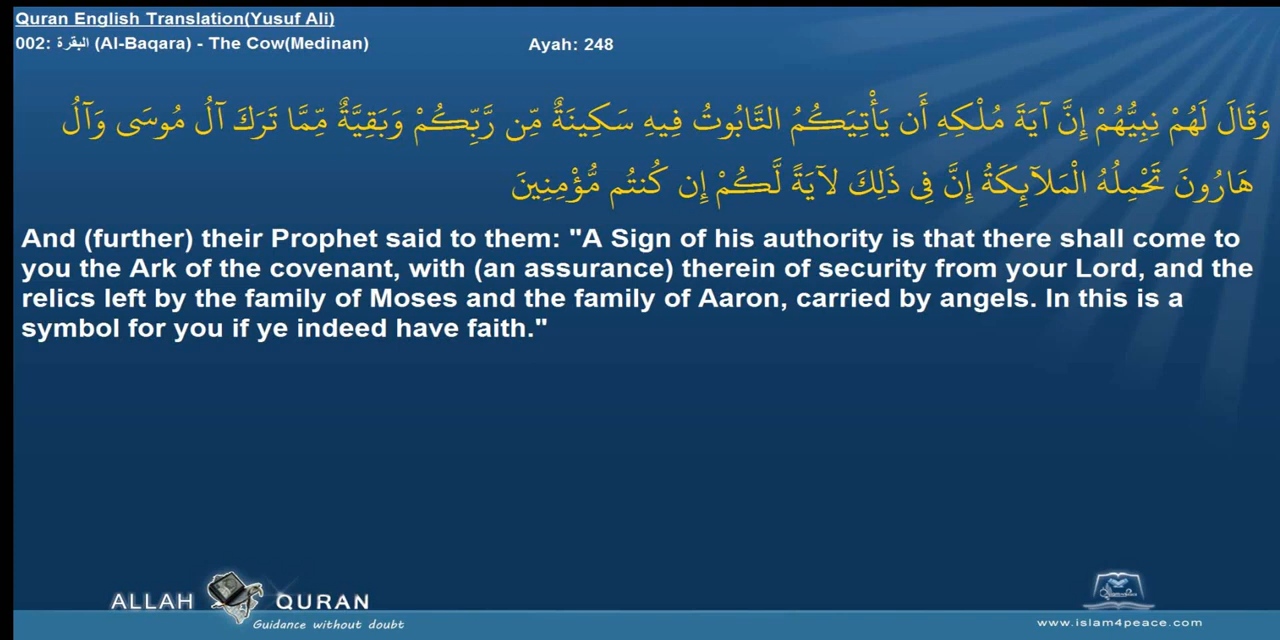 Quran English Translation(Yusuf Ali)
002: البقرة (Al-Baqara) - The Cow(Medinan)
Ayah: 248
وَقَالَ لَهُمْ نِبِيُّهُمْ إِنَّ آيَةَ مُلْكِهِ أَن يَأْتِيَكُمُ التَّابُوتُ فِيهِ سَكِينَةٌ مِّن رَّبِّكُمْ وَبَقِيَّةٌ مِّمَّا تَرَكَ آلُ مُوسَى وَآلُ
هَارُونَ تَحْمِلُهُ الْمَلآئِكَةُ إِنَّ فِي ذَلِكَ لآيَةً لَّكُمْ إِن كُنتُم مُّؤْمِنِينَ
And (further) their Prophet said to them: "A Sign of his authority is that there shall come to
you the Ark of the covenant, with (an assurance) therein of security from your Lord, and the
relics left by the family of Moses and the family of Aaron, carried by angels. In this is a
symbol for you if ye indeed have faith."
ALLAH QURAN
Guidance without doubt
www.islam4peace.com